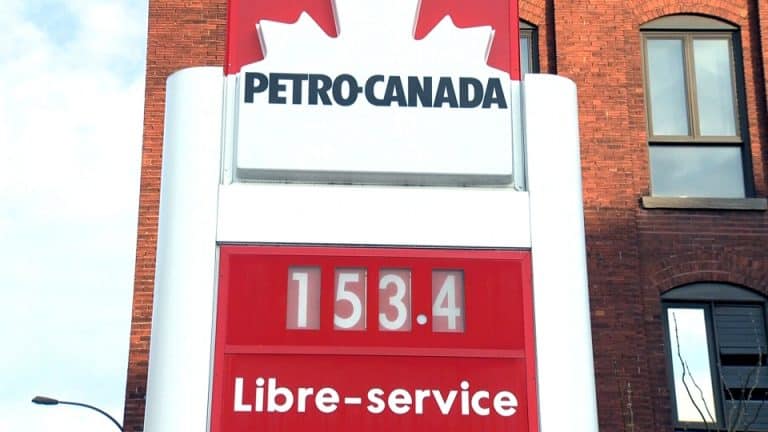 PETRO-CANADA
153.4
Libre-service